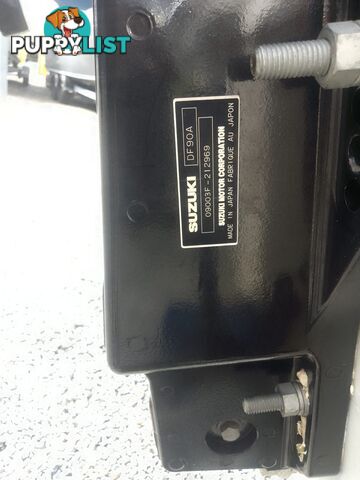 PUPPYLIST
SUZUKI DF90A
09003F-212969
SUZUKI MOTOR CORPORATION
MADE IN JAPAN FABRIQUE AU JAPON